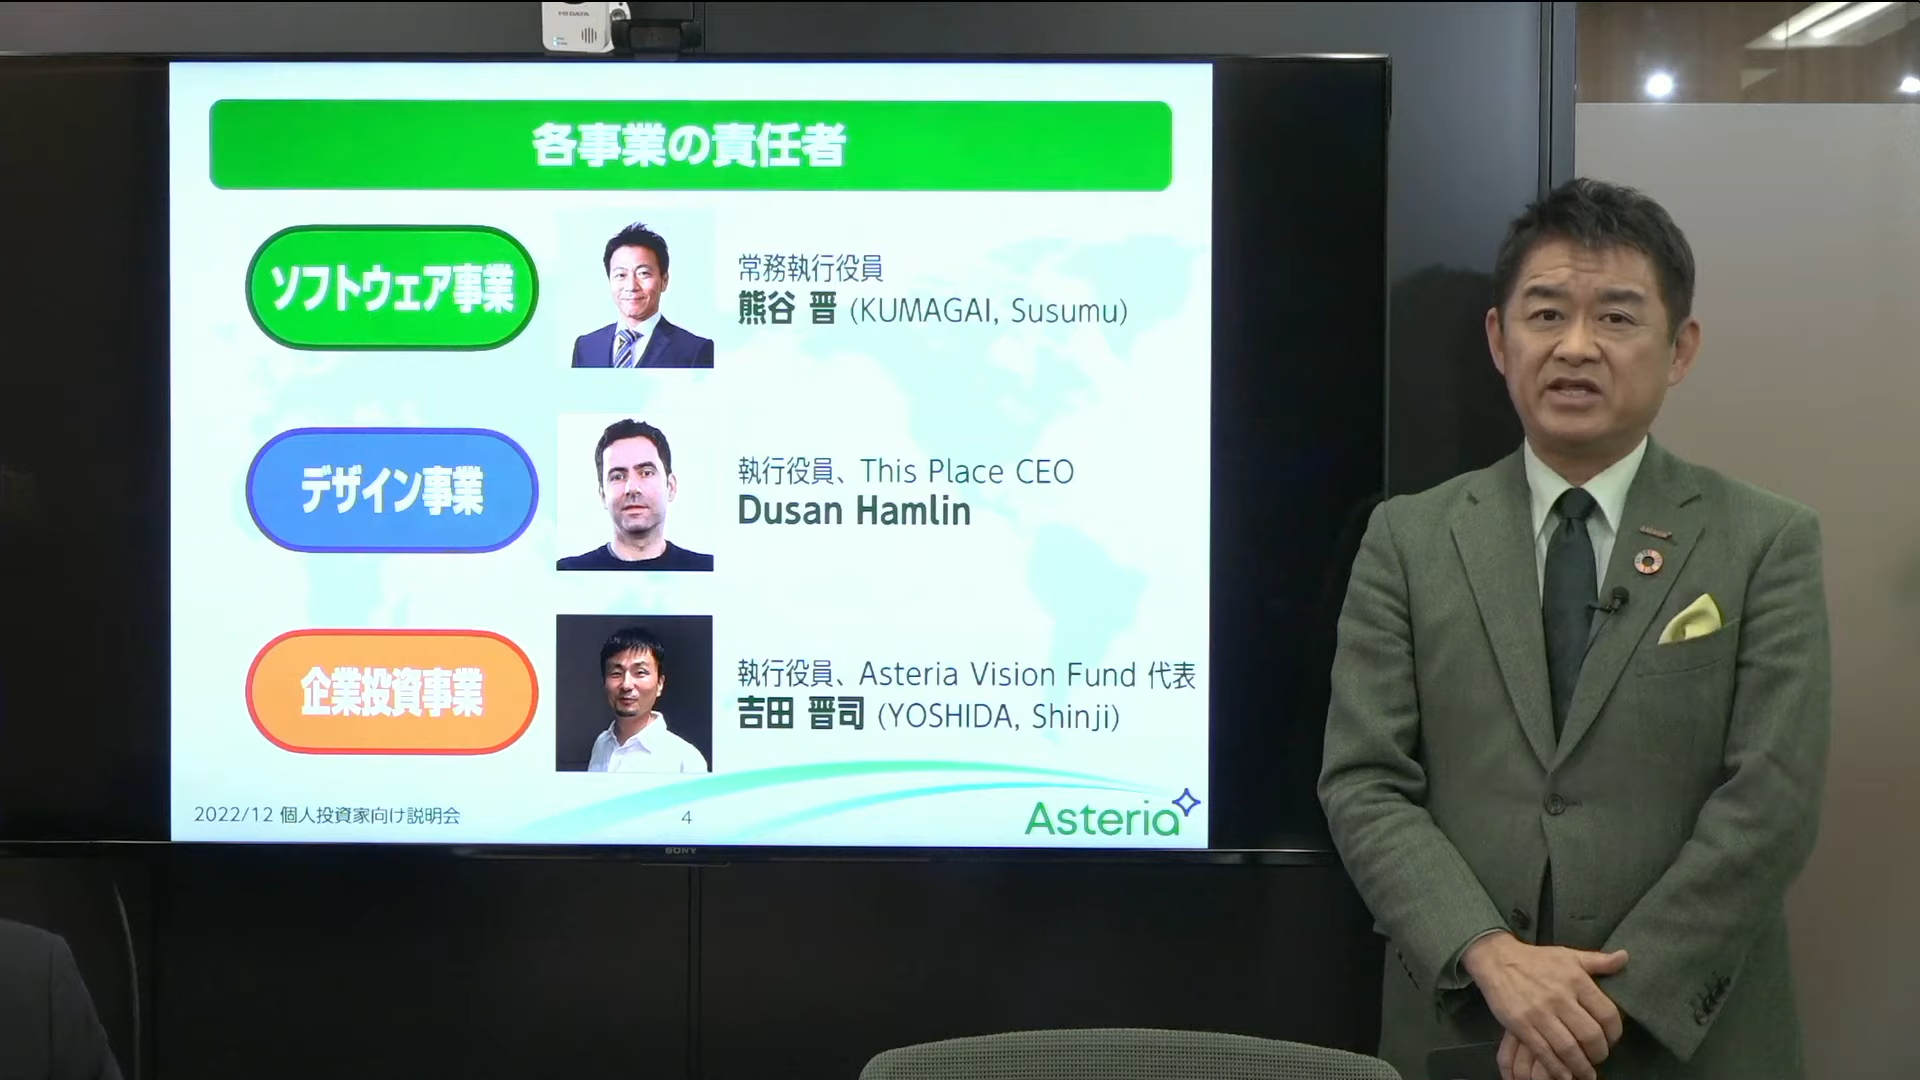 I-O DATA
各事業の責任者
ソフトウェア事業
常務執行役員
熊谷 晋 (KUMAGAI, Susumu)
デザイン事業
執行役員、This Place CEO
Dusan Hamlin
企業投資事業
執行役員、Asteria Vision Fund 代表
吉田 晋司 (YOSHIDA, Shinji)
2022/12 個人投資家向け説明会
4
Asteria
SONY